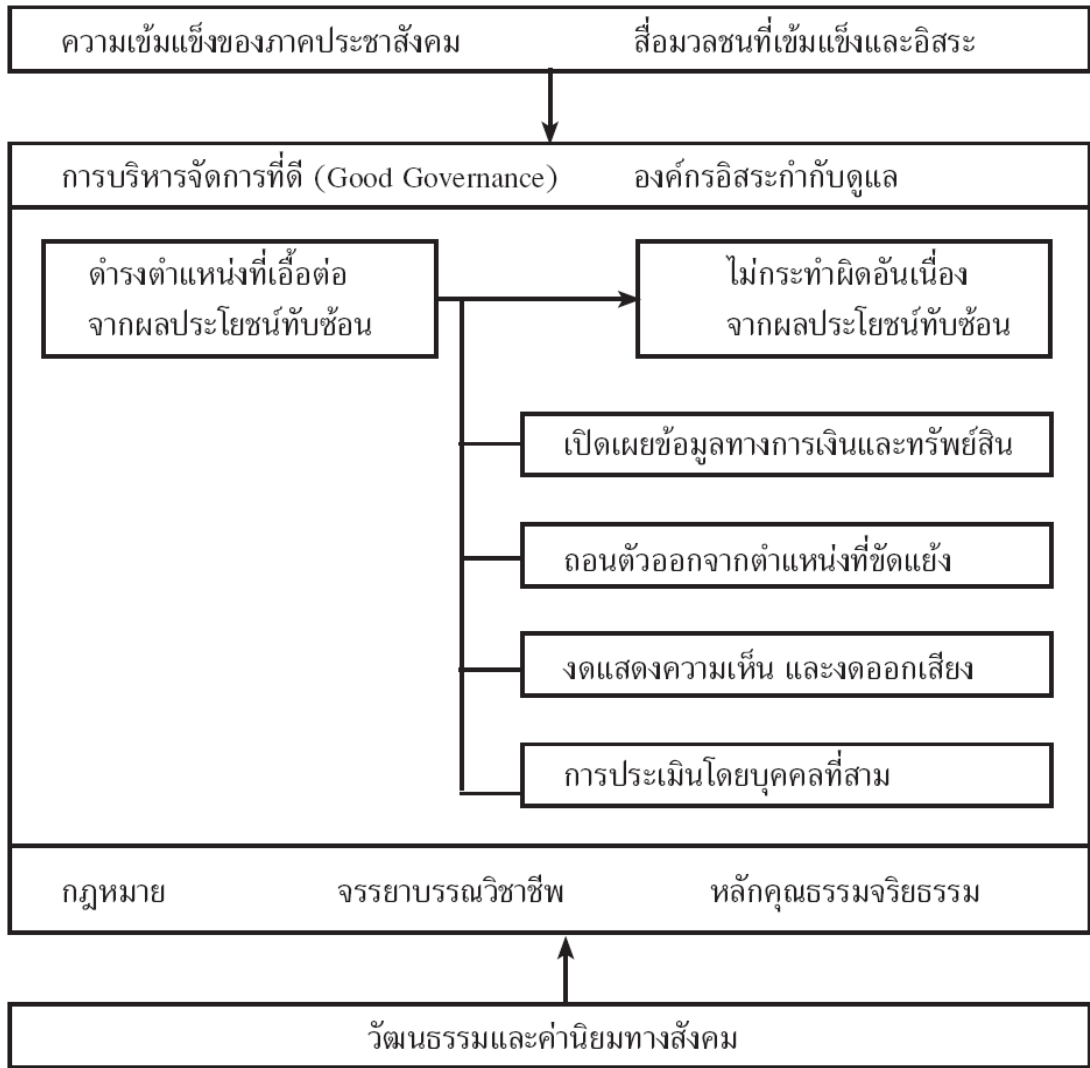 ความเข้มแข็งของภาคประชาสังคม สื่อมวลชนที่เข้มแข็งและอิสระ
การบริหารจัดการที่ดี (Good Governance) องค์กรอิสระกำกับดูแล
ดำรงตำแหน่งที่เอื้อต่อ
จากผลประโยชน์ทับซ้อน
ไม่กระทำผิดอันเนื่อง
จากผลประโยชน์ทับซ้อน
เปิดเผยข้อมูลทางการเงินและทรัพย์สิน
ถอนตัวออกจากตำแหน่งที่ขัดแย้ง
งดแสดงความเห็น และงดออกเสียง
การประเมินโดยบุคคลที่สาม
กฎหมาย จรรยาบรรณวิชาชีพ หลักคุณธรรมจริยธรรม
วัฒนธรรมและค่านิยมทางสังคม